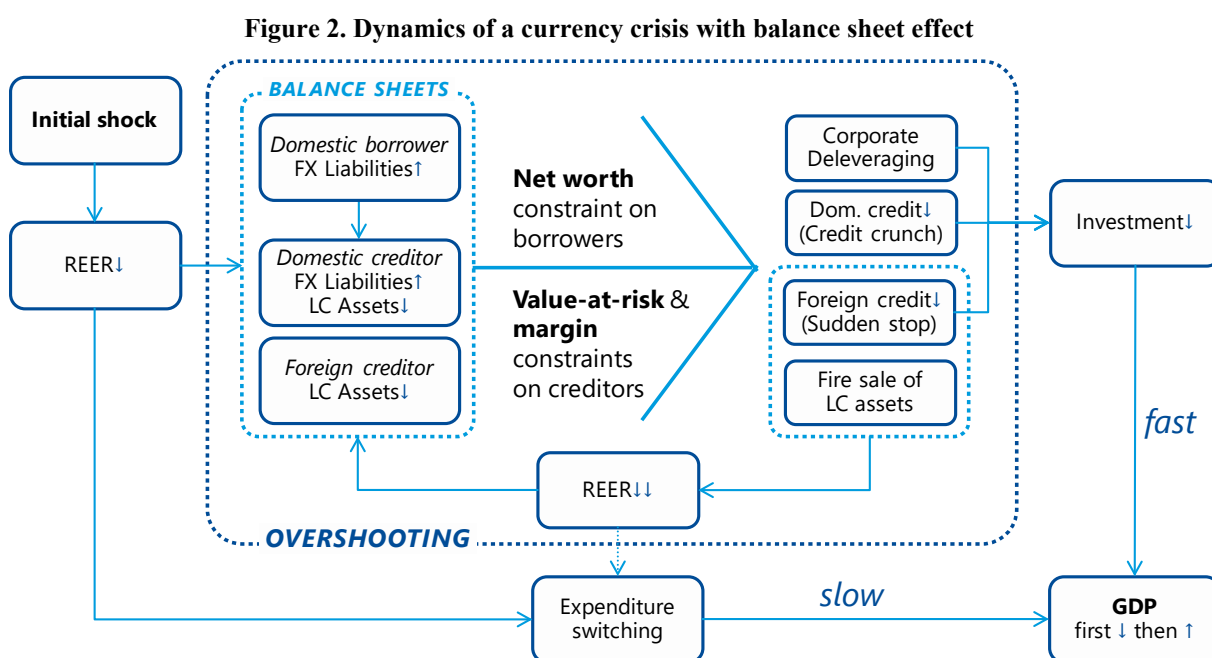 Figure 2. Dynamics of a currency crisis with balance sheet effect
Initial shock
REER↓
BALANCE SHEETS
Domestic borrower
FX Liabilities↑
Domestic creditor
FX Liabilities↑
LC Assets↓
Foreign creditor
LC Assets↓
Net worth
constraint on
borrowers
Value-at-risk &
margin
constraints
on creditors
Corporate
Deleveraging
Dom. credit↓
(Credit crunch)
Foreign credit↓
(Sudden stop)
Fire sale of
LC assets
Investment↓
fast
REER↓↓
OVERSHOOTING
Expenditure
switching
slow
GDP
first ↓ then ↑